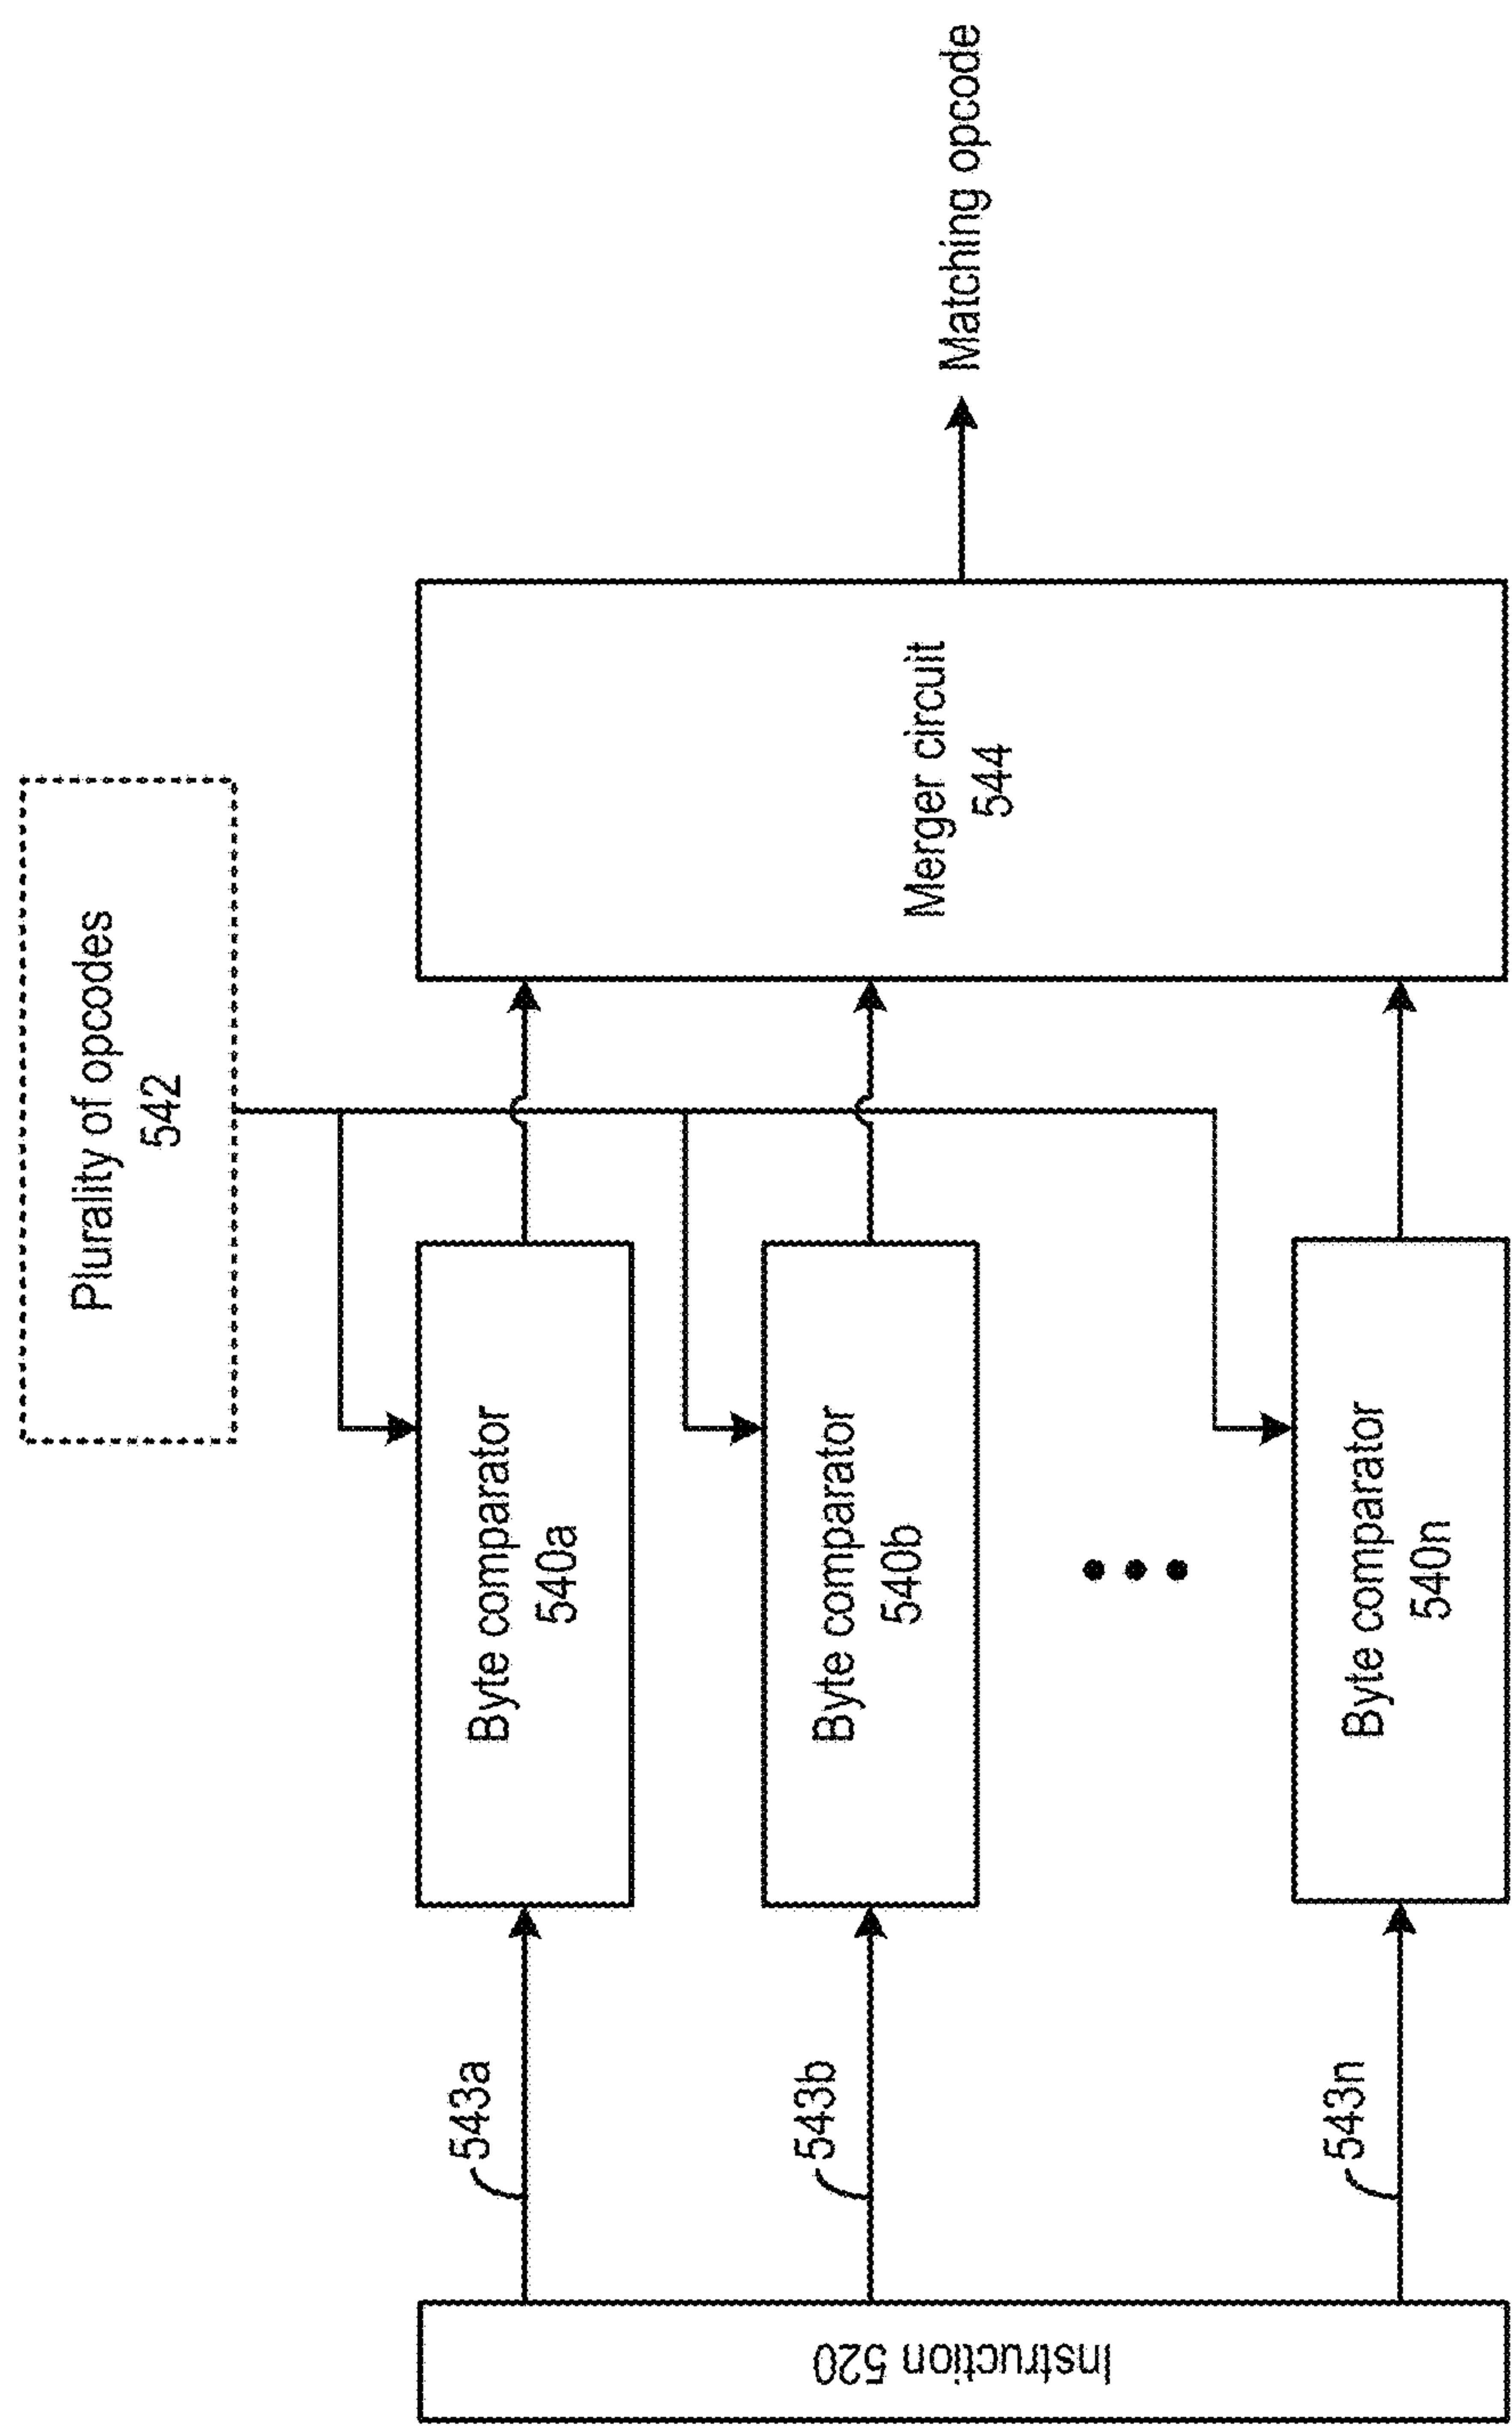 Plurality of opcodes
542
Instruction 520
543a
Byte comparator
540a
543b
Byte comparator
540b
543n
Byte comparator
540n
Merger circuit
544
Matching opcode